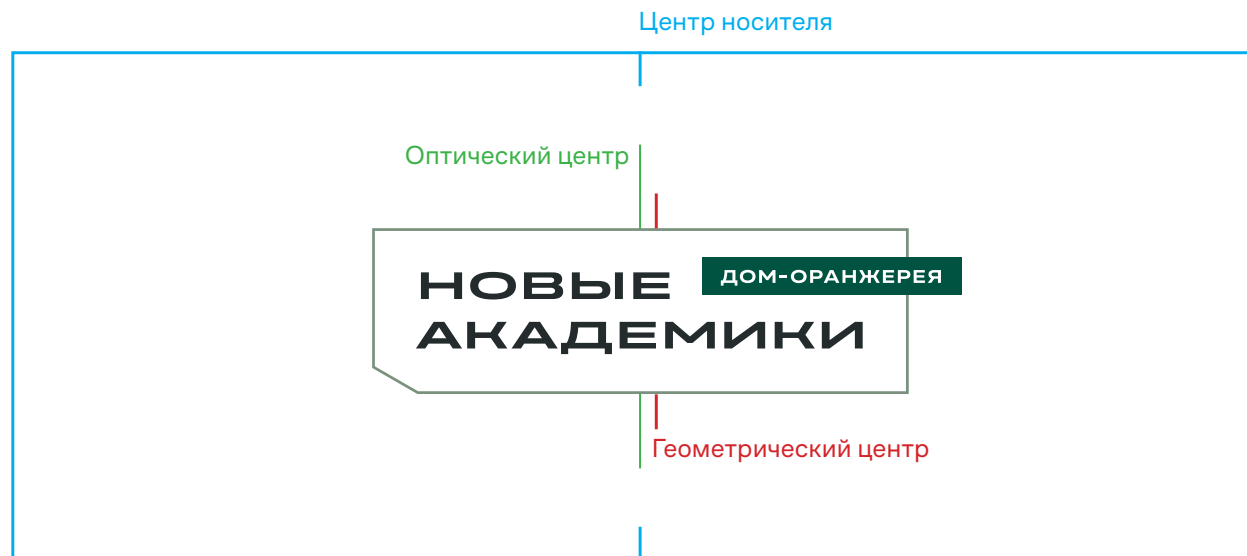 Центр носителя
Оптический центр
НОВЫЕ
ДОМ-ОРАНЖЕРЕЯ
АКАДЕМИКИ
Геометрический центр